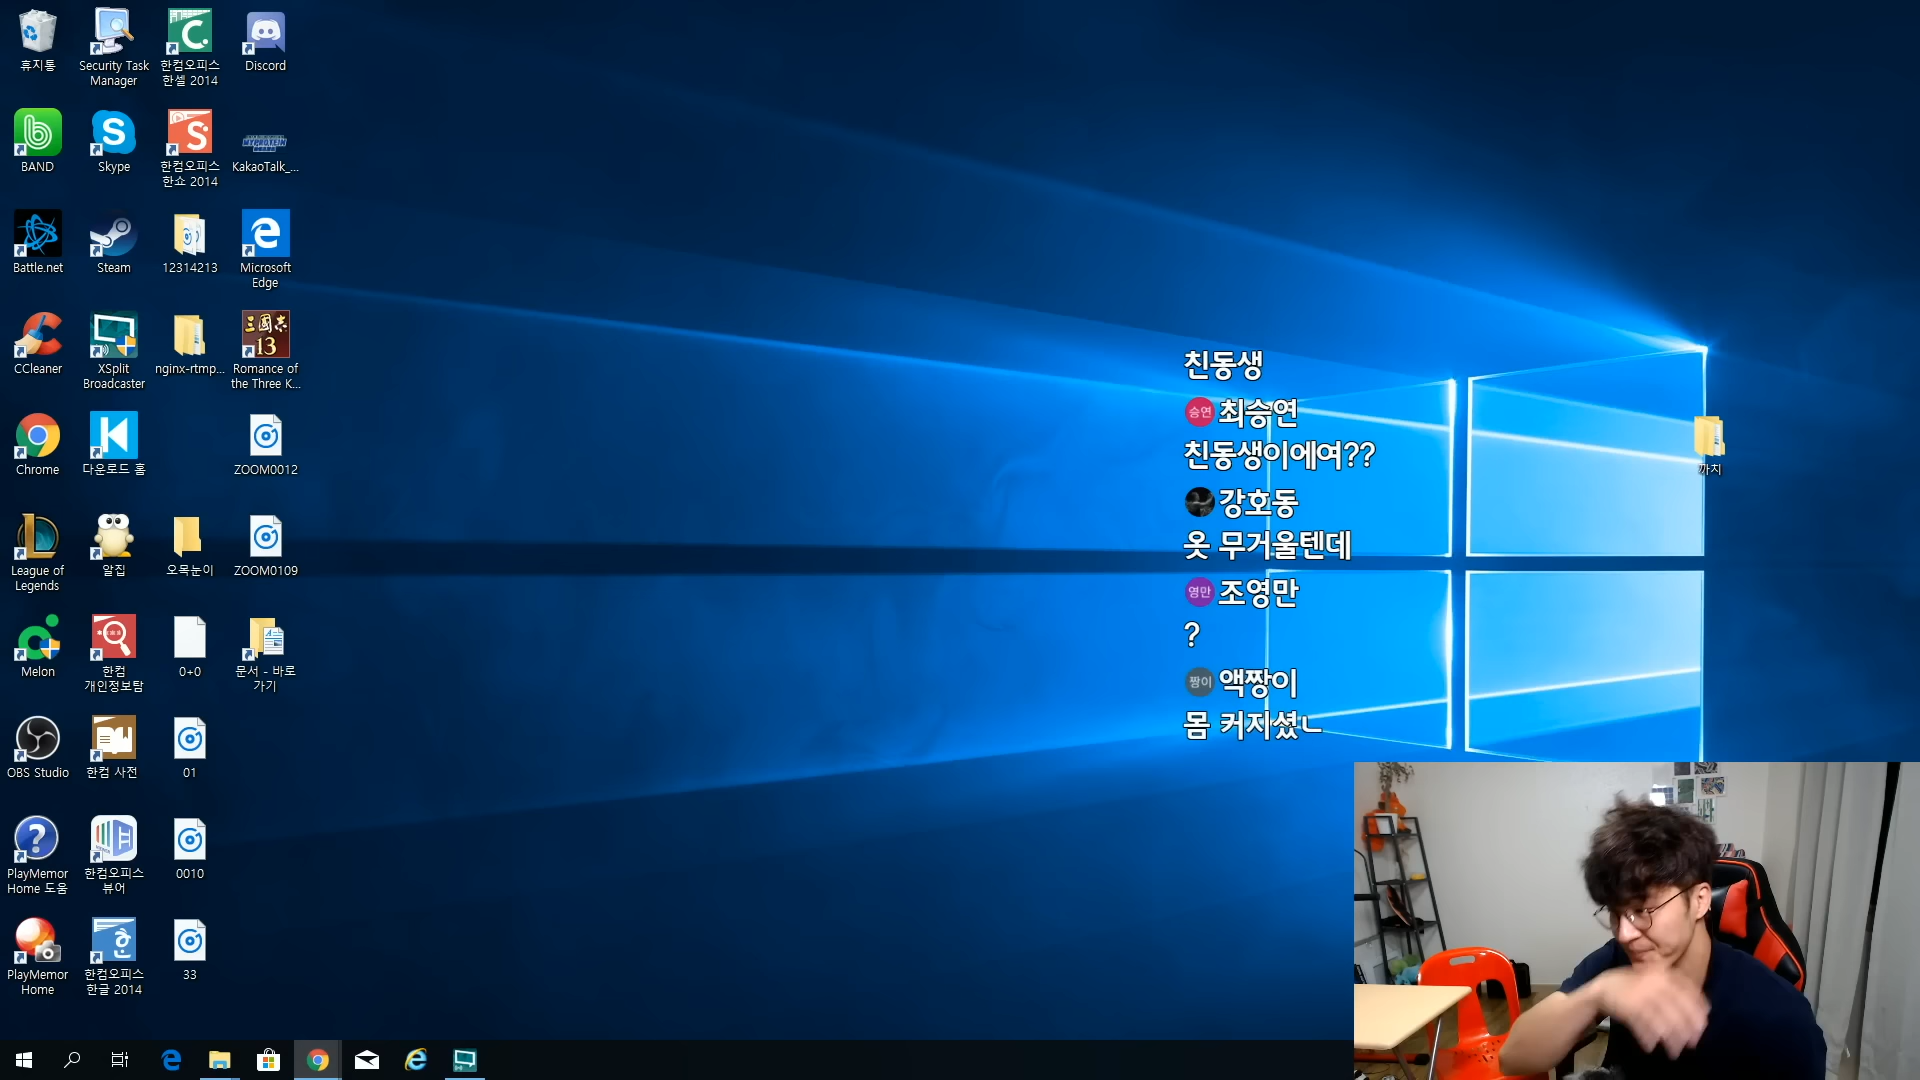 휴지통
Security Task
Manager
한컴오피스
한셀 2014
Discord
BAND
Skype
한컴오피스
한쇼 2014
KakaoTalk_...
Battle.net
Steam
12314213
Microsoft
Edge
CCleaner
XSplit
Broadcaster
nginx-rtmp...
三國志
13
Romance of
the Three K...
Chrome
다운로드 홈
ZOOM0012
League of
Legends
알집
오목눈이
ZOOM0109
Melon
한컴
개인정보탐
0+0
문서 - 바로
가기
OBS Studio
한컴 사전
01
PlayMemor
Home 도움
한컴오피스
뷰어
0010
PlayMemor
Home
한컴오피스
한글 2014
33
까치
친동생
승연 최승연
친동생이에여??
강호동
옷 무거울텐데
영만 조영만
?
짱이 액짱이
몸 커지셨ㄴ